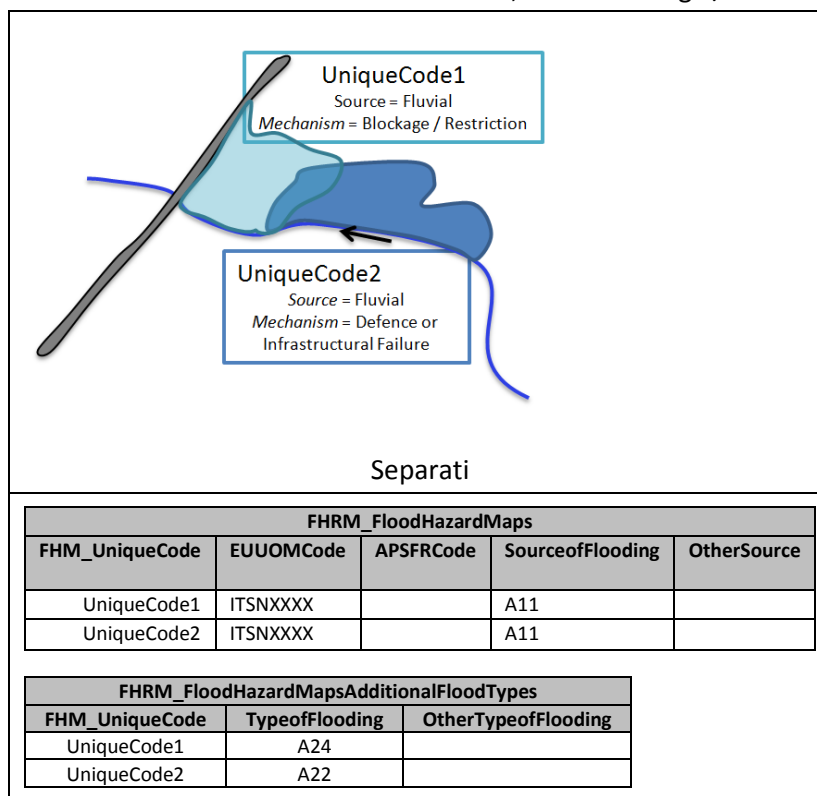 UniqueCode1
Source = Fluvial
Mechanism = Blockage / Restriction
UniqueCode2
Source = Fluvial
Mechanism = Defence or
Infrastructural Failure
Separati
FHRM_FloodHazardMaps
FHM_UniqueCode EUUOMCode APSFRCode SourceofFlooding OtherSource
UniqueCode1 ITSNXXXX A11
UniqueCode2 ITSNXXXX A11
FHRM_FloodHazardMapsAdditionalFloodTypes
FHM_UniqueCode TypeofFlooding OtherTypeofFlooding
UniqueCode1 A24
UniqueCode2 A22